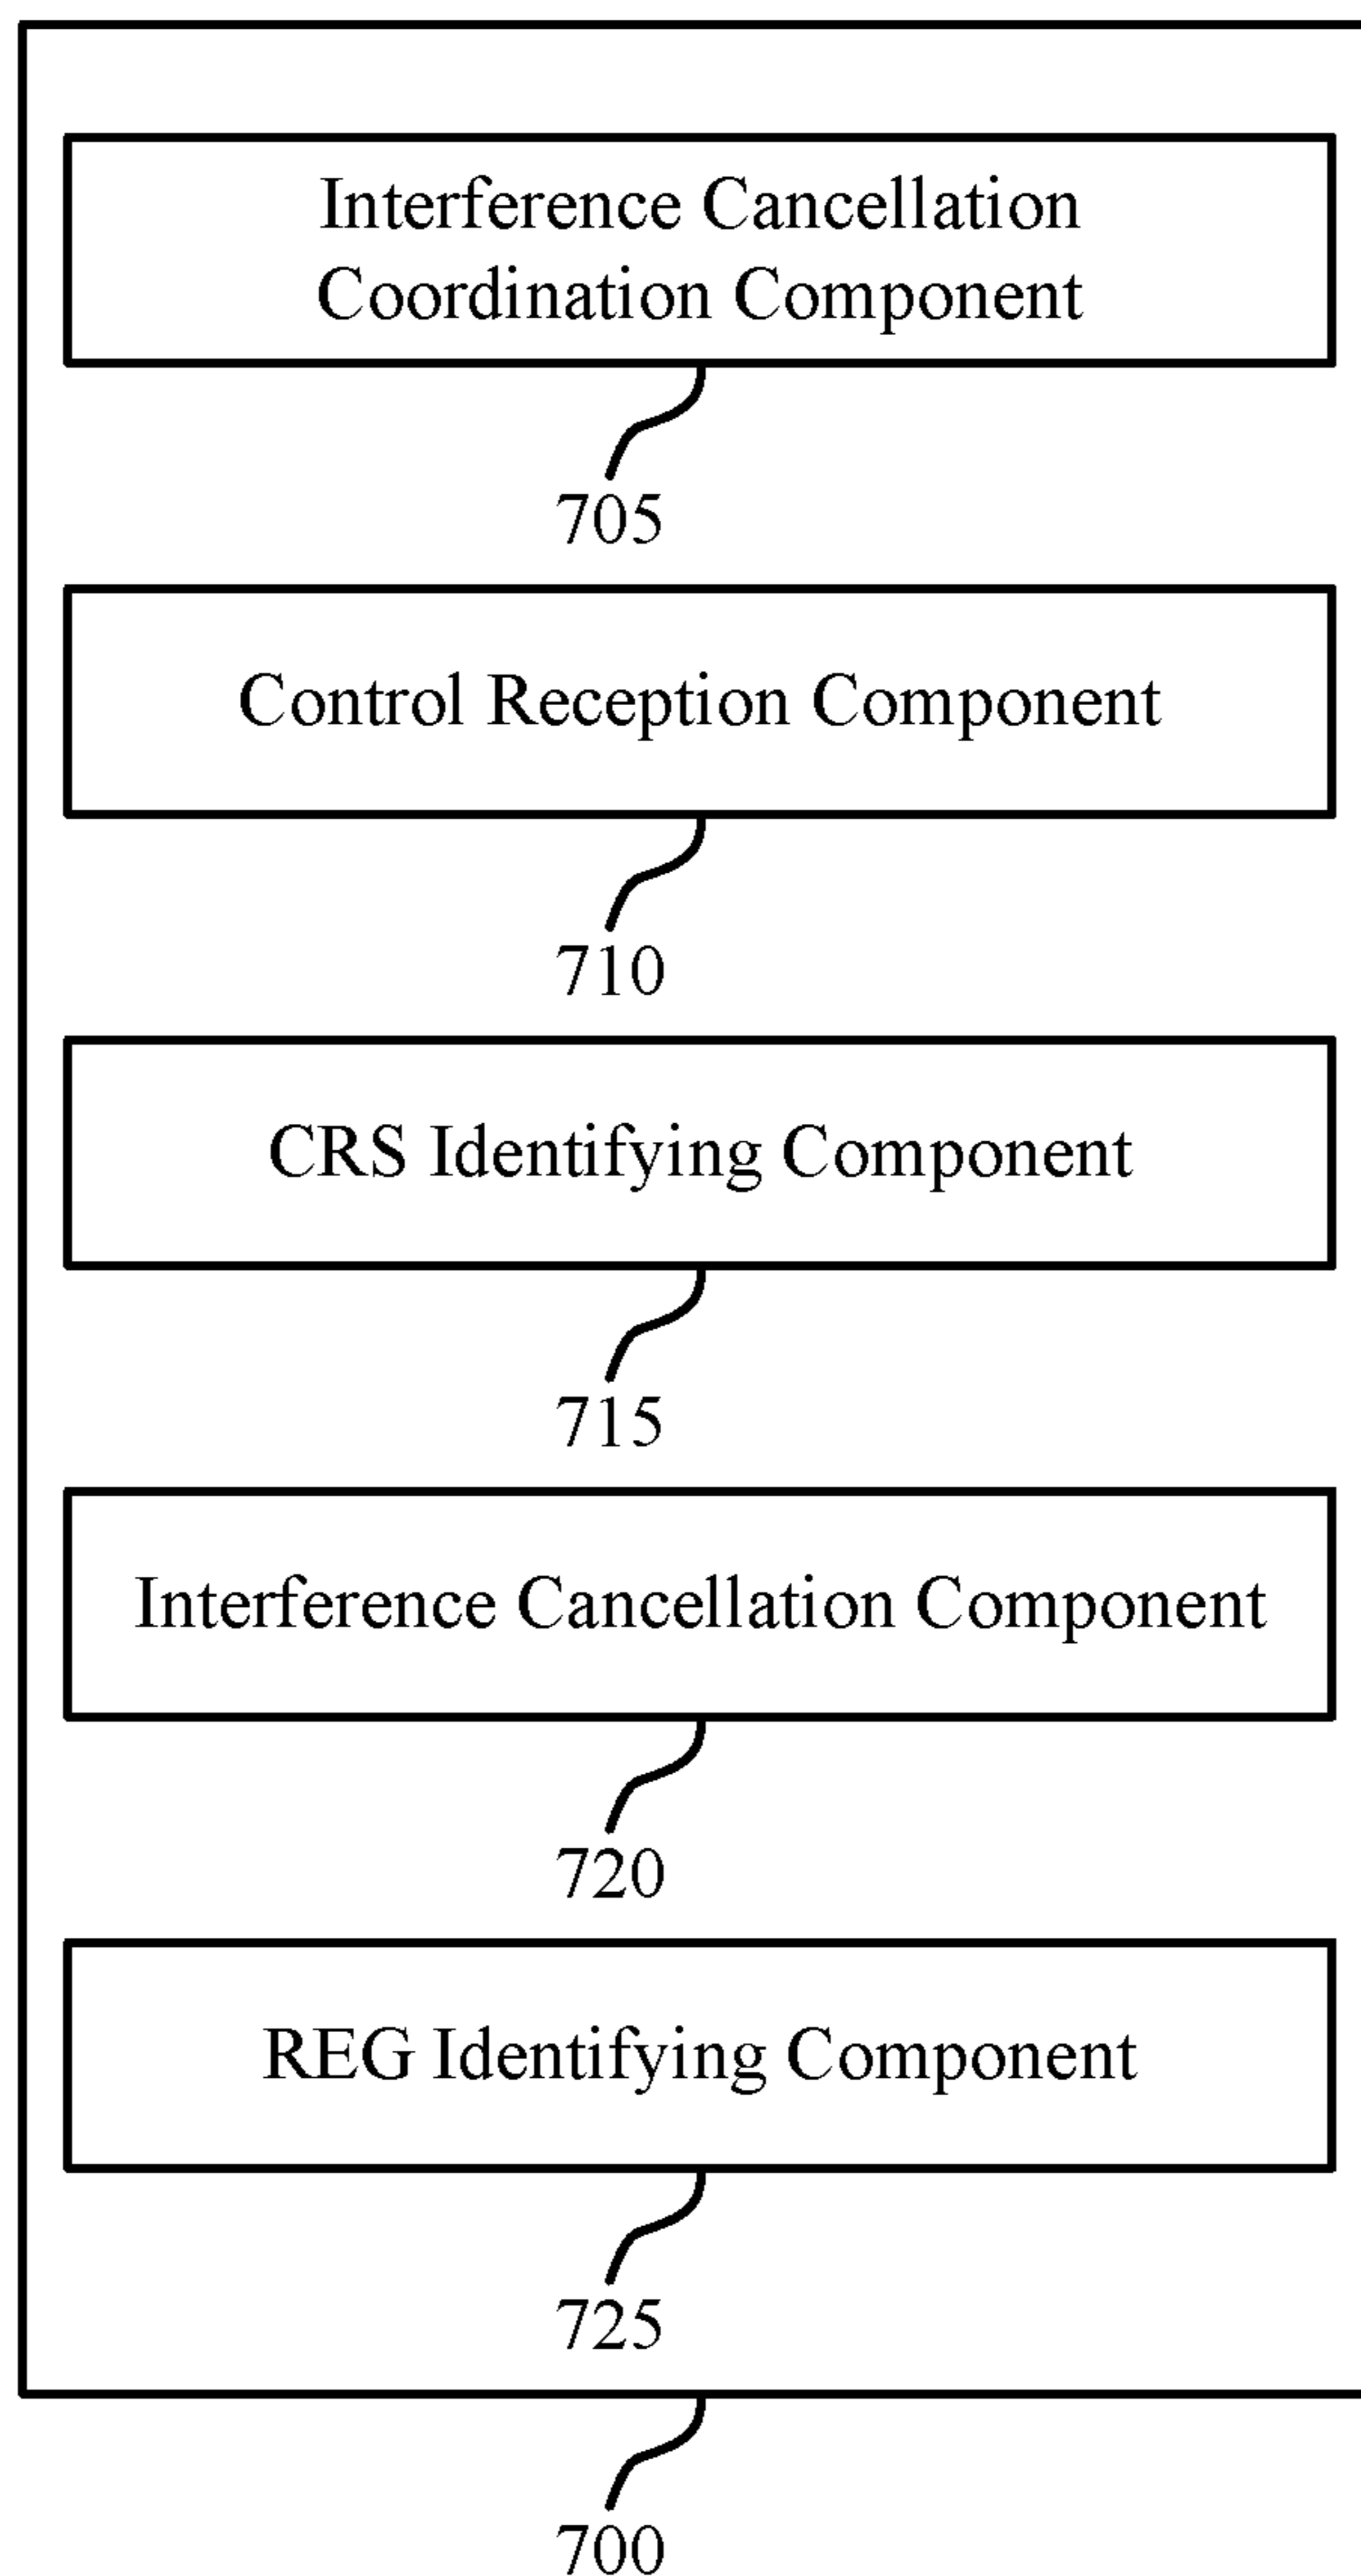 Interference Cancellation
Coordination Component
705
Control Reception Component
710
CRS Identifying Component
715
Interference Cancellation Component
720
REG Identifying Component
725
700